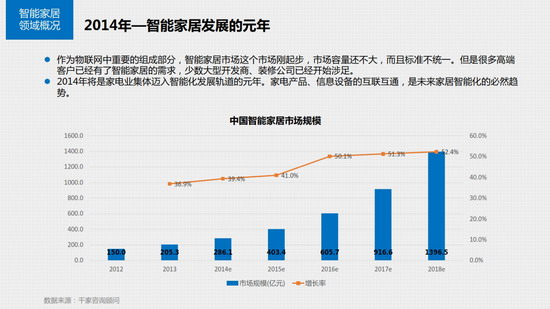 智能家居
领域概况
2014年—智能家居发展的元年
作为物联网中重要的组成部分，智能家居市场这个市场刚起步，市场容量还不大，而且标准不统一。但是很多高端
客户已经有了智能家居的需求，少数大型开发商、装修公司已经开始涉足。
2014年将是家电业集体迈入智能化发展轨道的元年。家电产品、信息设备的互联互通，是未来家居智能化的必然趋
势。
中国智能家居市场规模
1600.0
1400.0
1200.0
1000.0
800.0
600.0
400.0
200.0
0.0
60.0%
50.0%
40.0%
30.0%
20.0%
10.0%
0.0%
36.9%
39.4%
41.0%
50.1%
51.3%
52.4%
150.0
205.3
286.1
403.4
605.7
916.6
1396.5
2012
2013
2014e
2015e
2016e
2017e
2018e
市场规模(亿元)
增长率
数据来源：千家咨询顾问